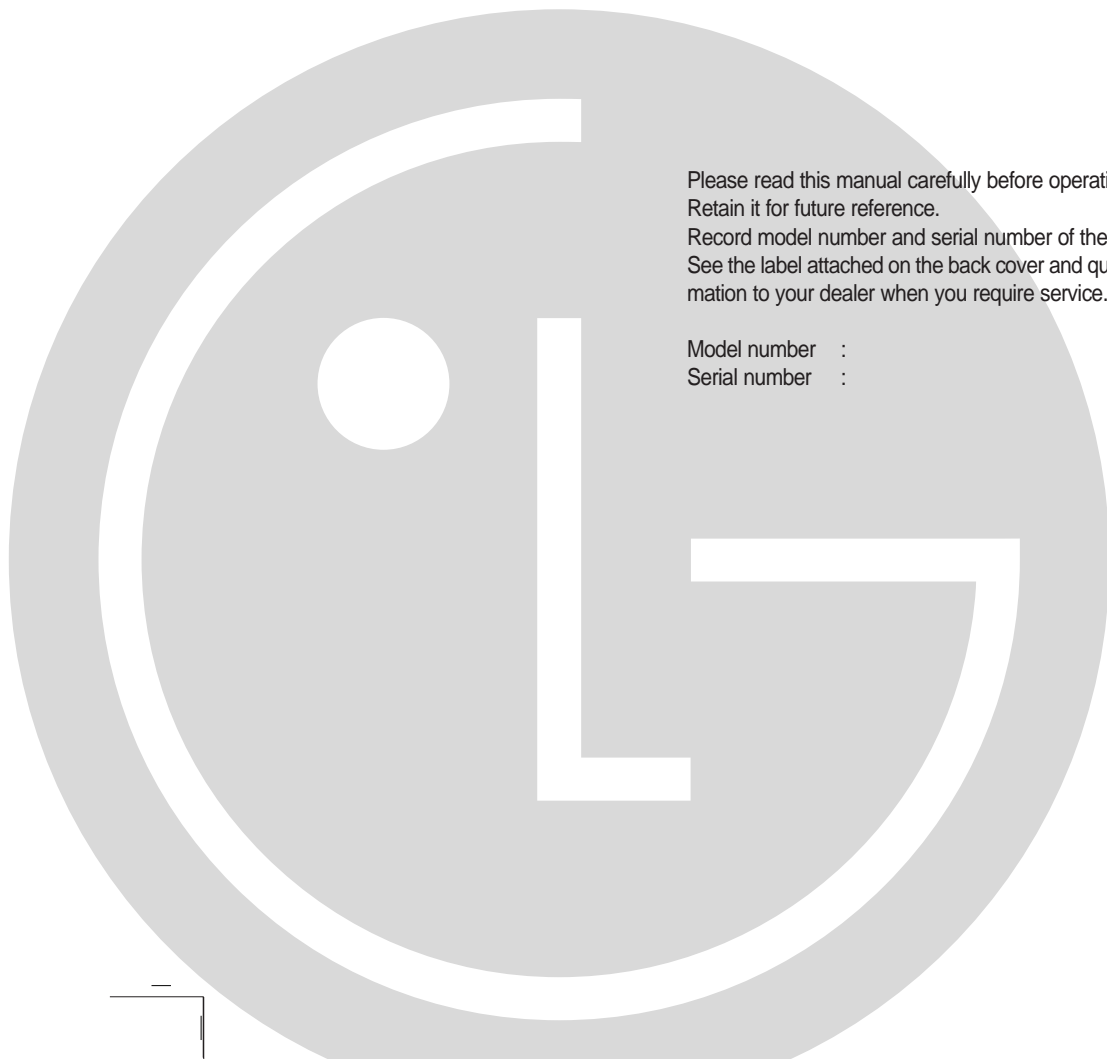 Please read this manual carefully before operati
Retain it for future reference.
Record model number and serial number of the
See the label attached on the back cover and qu
mation to your dealer when you require service.
Model number :
Serial number :